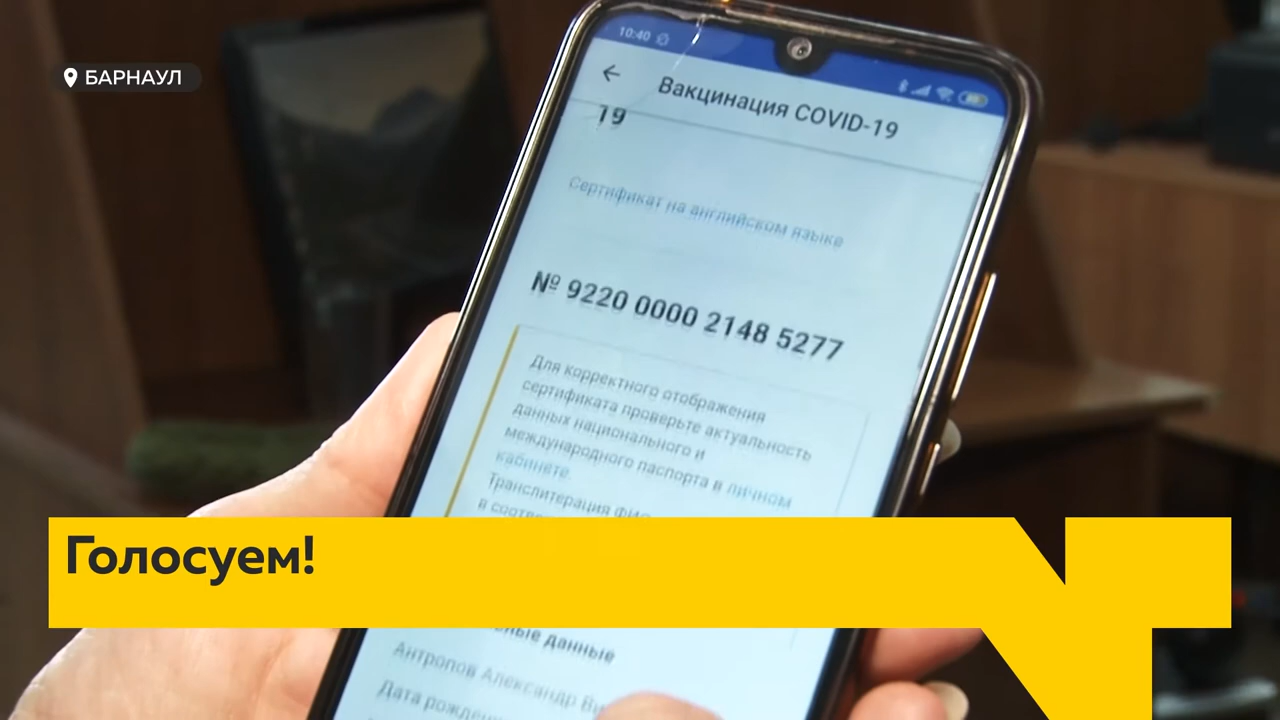 БАРНАУЛ
10:40
Вакцинация COVID-19
19
Сертификат на английском языке
№ 9220 0000 2148 5277
Для корректного отображения
сертификата проверьте актуальность
данных национального и
международного паспорта в личном
кабинете.
Транслитерация ФИО
в
Голосуем!
данные
Антропов Александр
Дата